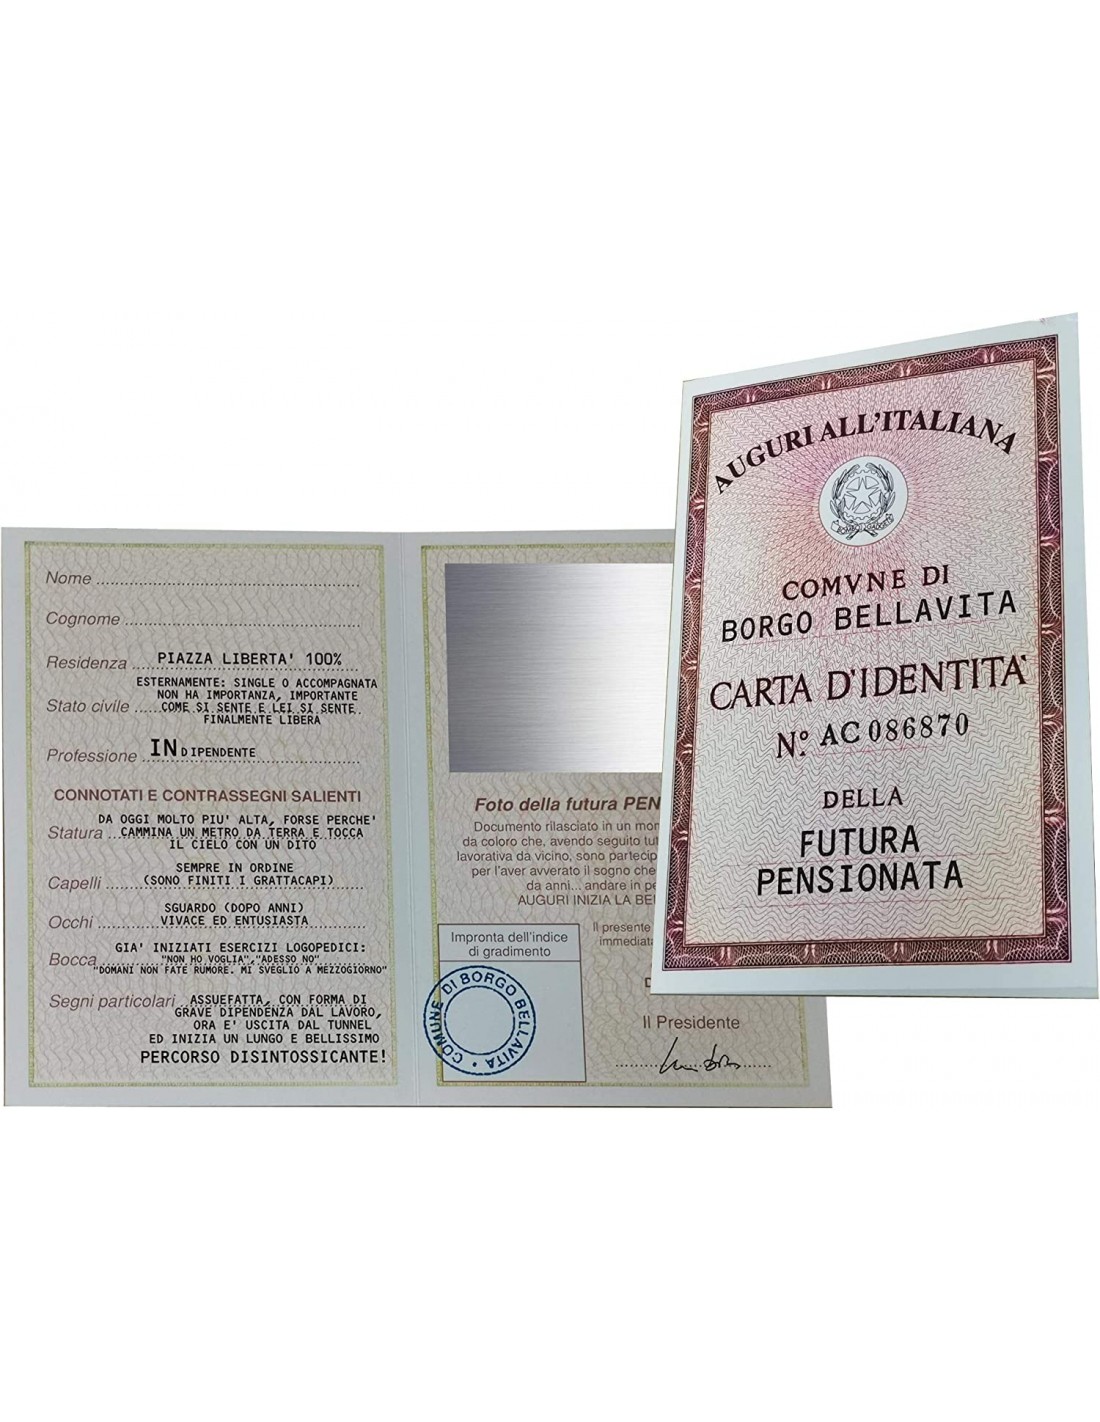 Nome
Cognome
Residenza PIAZZA LIBERTA' 100%
ESTERNAMENTE: SINGLE O ACCOMPAGNATA
NON HA IMPORTANZA, IMPORTANTE
Stato civile COME SI SENTE E LEI SI SENTE
FINALMENTE LIBERA
Professione INDIPENDENTE
CONNOTATI E CONTRASSEGNI SALIENTI
DA OGGI MOLTO PIU' ALTA, FORSE PERCHE'
Statura CAMMINA UN METRO DA TERRA E TOCCA
IL CIELO CON UN DITO
SEMPRE IN ORDINE
Capelli (SONO FINITI I GRATTACAPI)
SGUARDO (DOPO ANNI)
Occhi VIVACE ED ENTUSIASTA
GIA' INIZIATI ESERCIZI LOGOPEDICI:
Bocca "NON HO VOGLIA","ADESSO NO"
"DOMANI NON FATE RUMORE. MI SVEGLIO A MEZZOGIORNO"
Segni particolari ASSUEFATTA, CON FORMA DI
GRAVE DIPENDENZA DAL LAVORO,
ORA E' USCITA DAL TUNNEL
ED INIZIA UN LUNGO E BELLISSIMO
PERCORSO DISINTOSSICANTE!
Foto della futura PEN
Documento rilasciato in un mo
da coloro che, avendo seguito tut
lavorativa da vicino, sono partecip
per l'aver avverato il sogno che
da anni... andare in pe
AUGURI INIZIA LA BE
Il presente
immediata
Impronta dell'indice
di gradimento
COMUNE DI BORGO BELLAVITA
Il Presidente
AUGURI ALL'ITALIANA
COMVNE DI
BORGO BELLAVITA
CARTA D'IDENTITA'
N.º AC 086870
DELLA
FUTURA
PENSIONATA